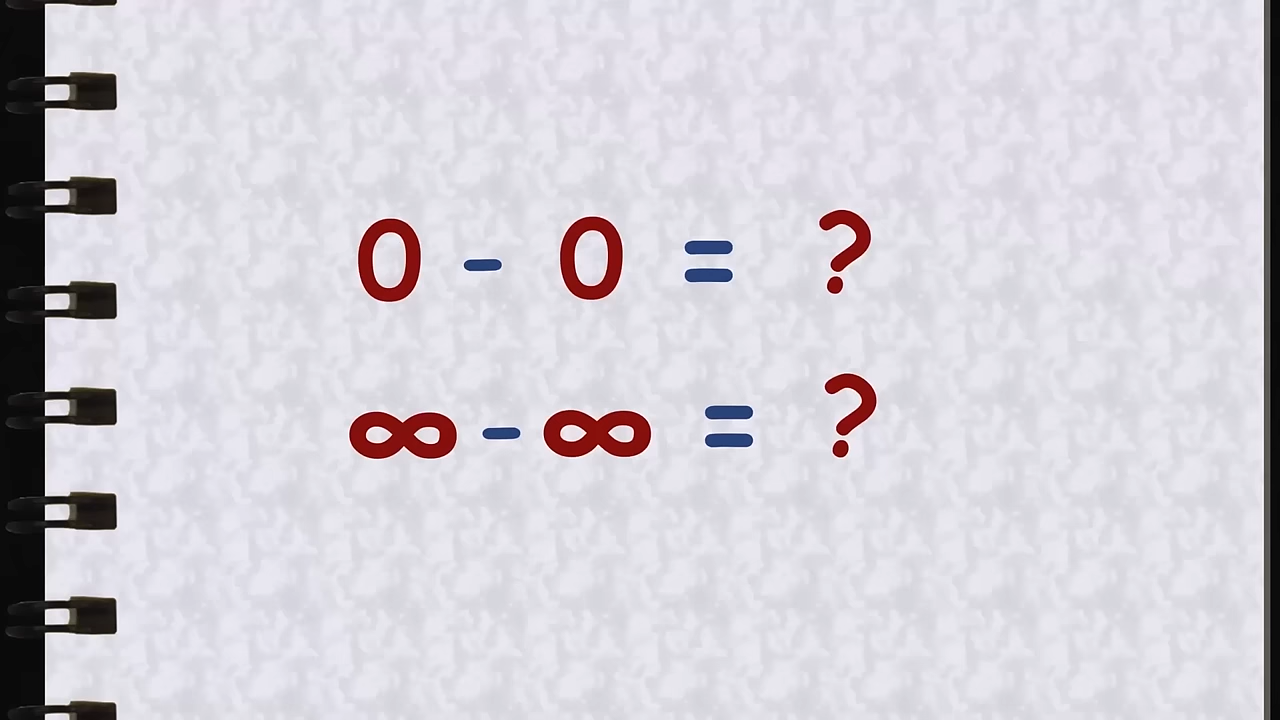 0 - 0 = ?
∞ - ∞ = ?